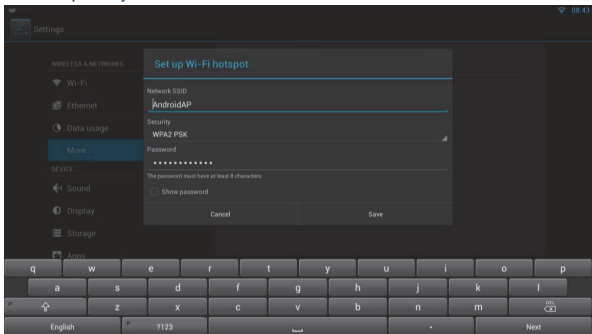 08:43
Settings
WIRELESS & NETWORKS
Wi-Fi
Ethernet
Data usage
More...
DEVICE
Sound
Display
Storage
Apps
Set up Wi-Fi hotspot
Network SSID
AndroidAP
Security
WPA2 PSK
Password
••••••••••••
The password must have at least 8 characters
Show password
Cancel
Save
q w e r t y u i o p
a s d f g h j k l
z x c v b n m DEL
English ?123 . Next